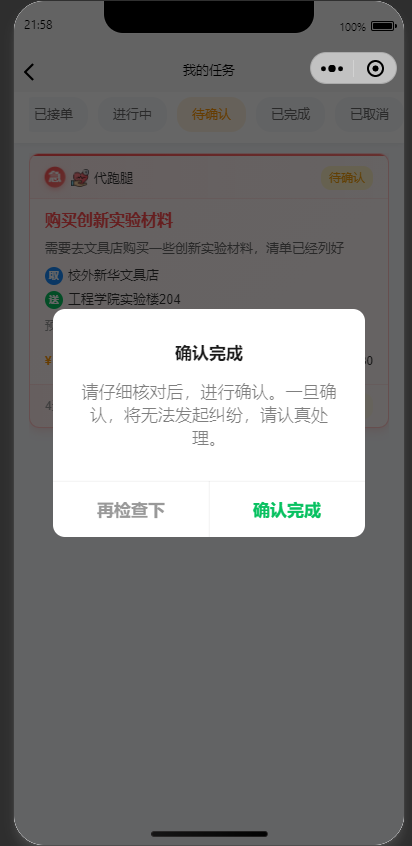 21:58
100%
我的任务
已接单
进行中
待确认
已完成
已取消
急
代跑腿
待确认
购买创新实验材料
需要去文具店购买一些创新实验材料，清单已经列好
取 校外新华文具店
送 工程学院实验楼204
确认完成
请仔细核对后，进行确认。一旦确
认，将无法发起纠纷，请认真处
理。
再检查下
确认完成